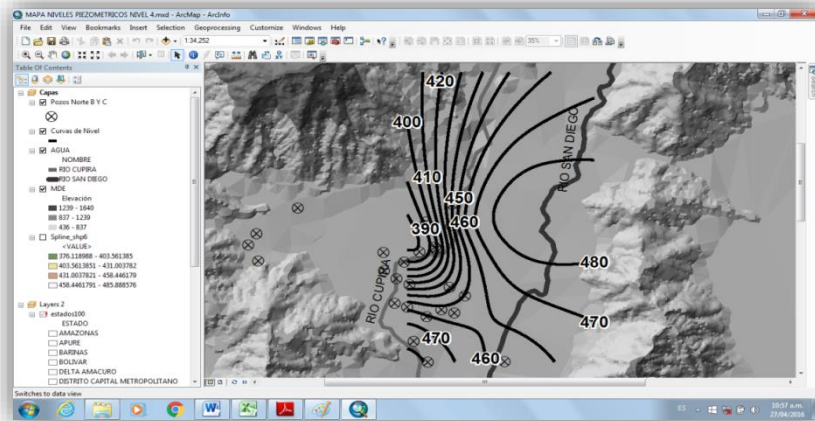 MAPA NIVELES PIEZOMETRICOS NIVEL 4.mxd - ArcMap - ArcInfo
File Edit View Bookmarks Insert Selection Geoprocessing Customize Windows Help
1:34,252
35%
Table Of Contents
Capas
Pozos Norte B Y C
Curvas de Nivel
AGUA
NOMBRE
RIO CUPIRA
RIO SAN DIEGO
MDE
Elevación
1239 - 1640
837 - 1239
436 - 837
Spline_shp6
<VALUE>
376.118988 - 403.561385
403.5613851 - 431.003782
431.0037821 - 458.446179
458.4461791 - 485.888576
Layers 2
estados100
ESTADO
AMAZONAS
APURE
BARINAS
BOLIVAR
DELTA AMACURO
DISTRITO CAPITAL METROPOLITANO
420
400
410
450
460
390
480
470
470
460
RIO SAN DIEGO
RIO CUPIRA
Switches to data view
ES
10:57 a.m.
27/04/2016